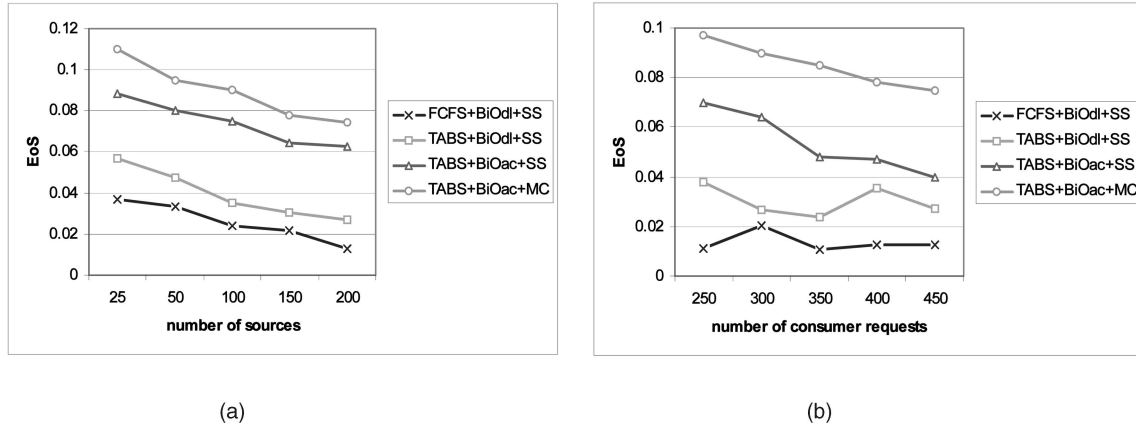 0.12
0.1
0.08
0.06
0.04
0.02
0
EoS
25 50 100 150 200
number of sources
FCFS+BiOdl+SS
TABS+BiOdl+SS
TABS+BiOac+SS
TABS+BiOac+MC
(a)
0.1
0.08
0.06
0.04
0.02
0
EoS
250 300 350 400 450
number of consumer requests
FCFS+BiOdl+SS
TABS+BiOdl+SS
TABS+BiOac+SS
TABS+BiOac+MC
(b)